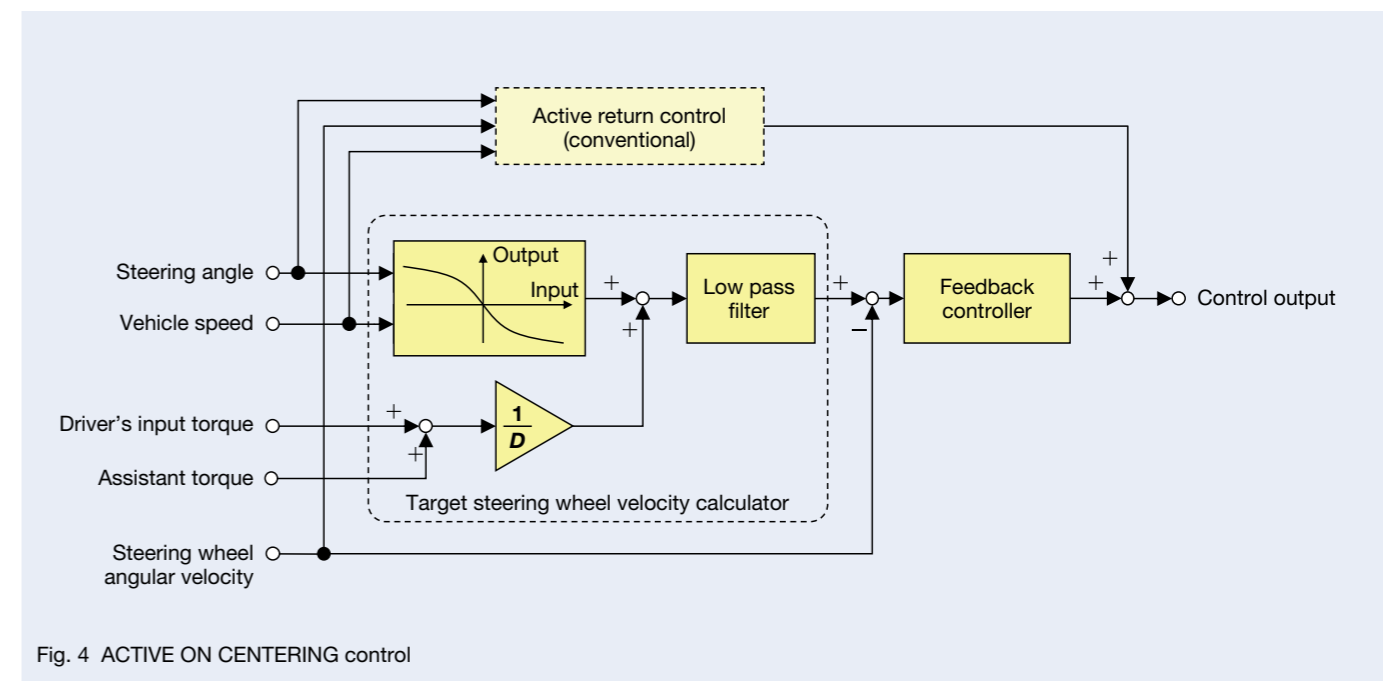 Active return control
(conventional)
+
Steering angle
Output
Input
+
+
Low pass
filter
+
−
Feedback
controller
+
+
Control output
Vehicle speed
Driver’s input torque
+
+
1
D
Assistant torque
Target steering wheel velocity calculator
Steering wheel
angular velocity
Fig. 4 ACTIVE ON CENTERING control